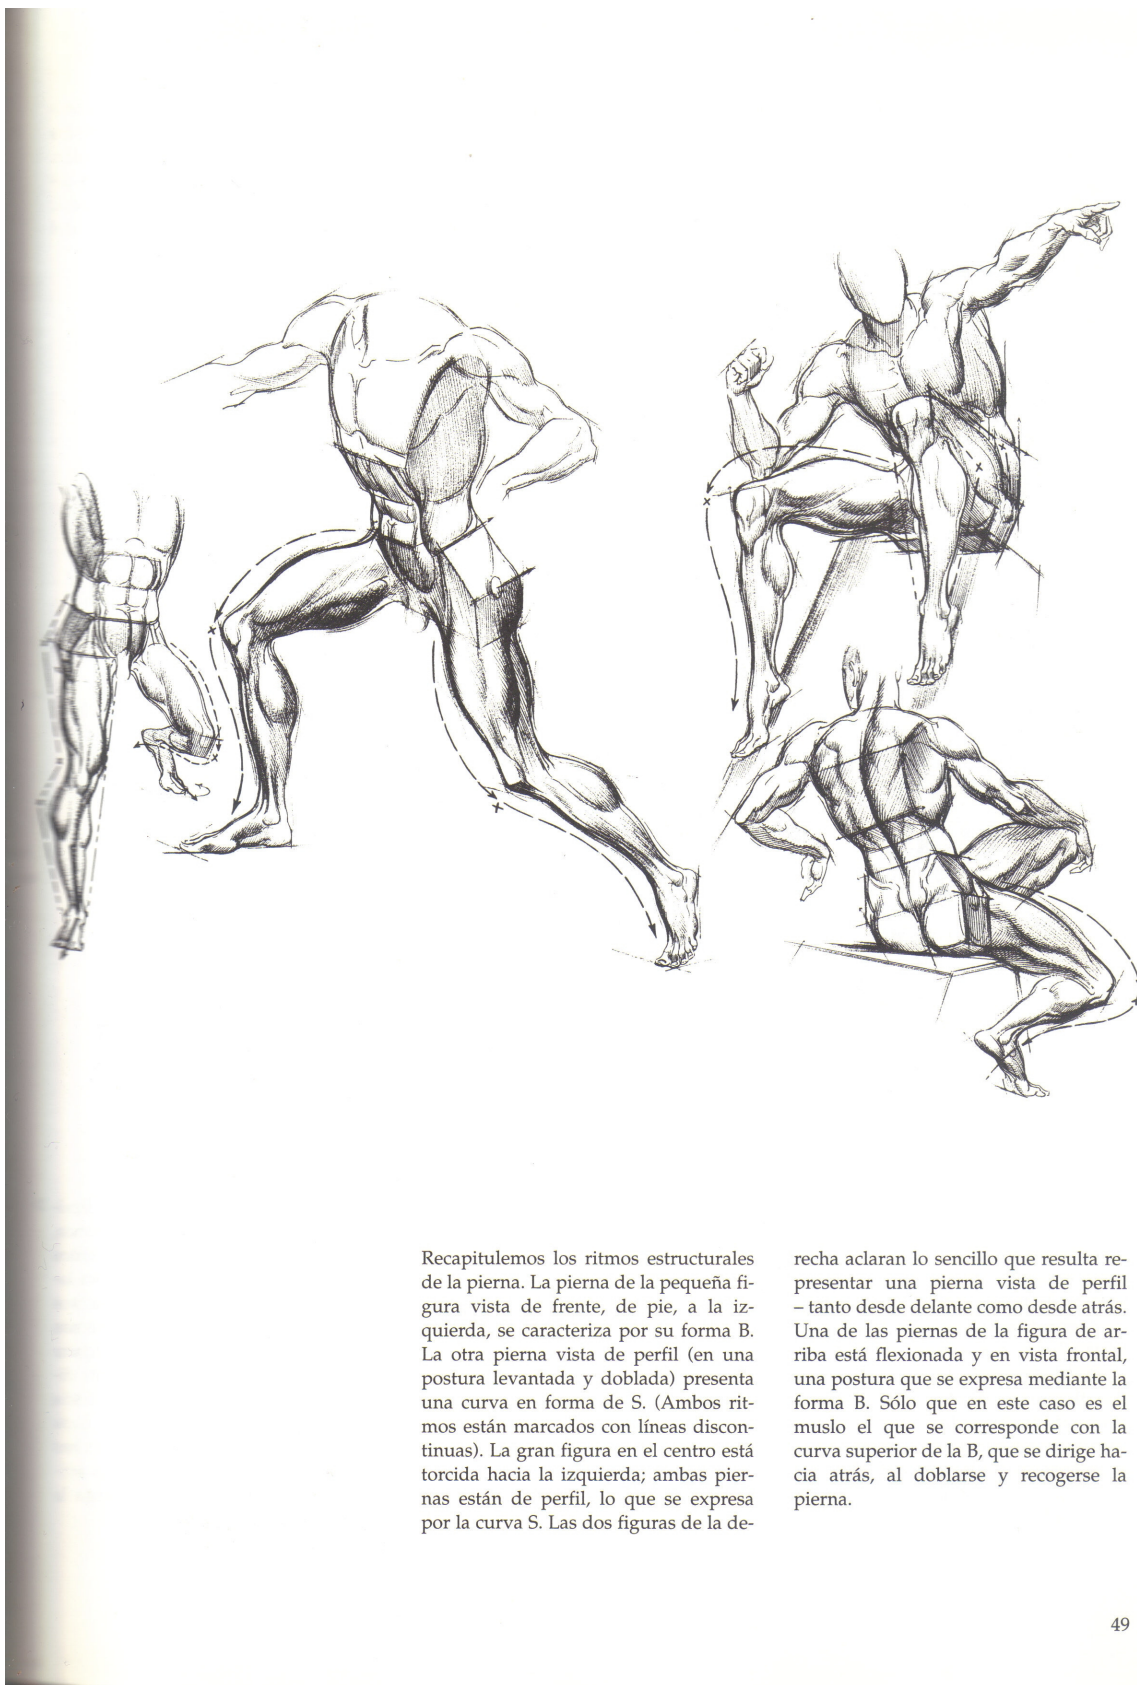 Recapitulemos los ritmos estructurales
de la pierna. La pierna de la pequeña fi-
gura vista de frente, de pie, a la iz-
quierda, se caracteriza por su forma B.
La otra pierna vista de perfil (en una
postura levantada y doblada) presenta
una curva en forma de S. (Ambos rit-
mos están marcados con líneas discon-
tinuas). La gran figura en el centro está
torcida hacia la izquierda; ambas pier-
nas están de perfil, lo que se expresa
por la curva S. Las dos figuras de la de-
recha aclaran lo sencillo que resulta re-
presentar una pierna vista de perfil
– tanto desde delante como desde atrás.
Una de las piernas de la figura de ar-
riba está flexionada y en vista frontal,
una postura que se expresa mediante la
forma B. Sólo que en este caso es el
muslo el que se corresponde con la
curva superior de la B, que se dirige ha-
cia atrás, al doblarse y recogerse la
pierna.
49